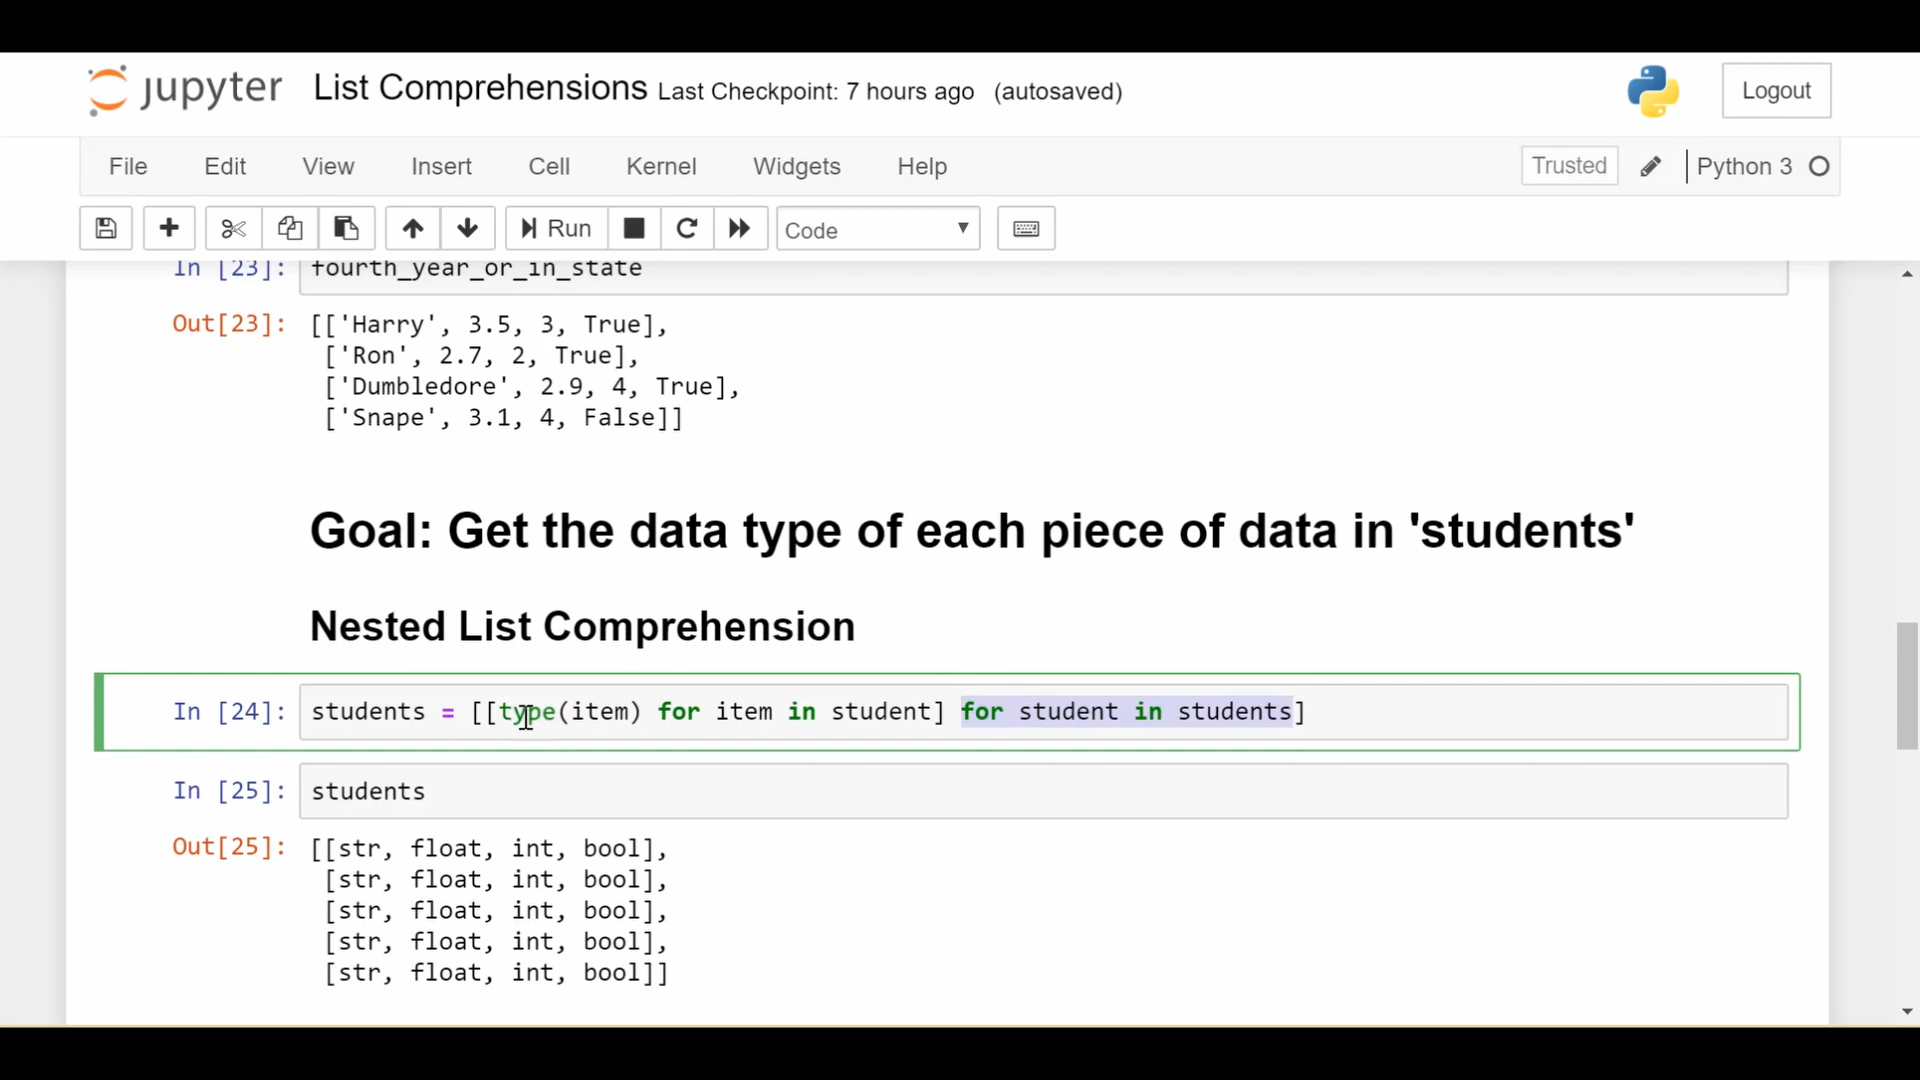 jupyter List Comprehensions Last Checkpoint: 7 hours ago (autosaved) Logout
File Edit View Insert Cell Kernel Widgets Help Trusted Python 3
Run Code
In [23]: fourth_year_or_in_state
Out[23]: [['Harry', 3.5, 3, True],
['Ron', 2.7, 2, True],
['Dumbledore', 2.9, 4, True],
['Snape', 3.1, 4, False]]
Goal: Get the data type of each piece of data in 'students'
Nested List Comprehension
In [24]: students = [[type(item) for item in student] for student in students]
In [25]: students
Out[25]: [[str, float, int, bool],
[str, float, int, bool],
[str, float, int, bool],
[str, float, int, bool],
[str, float, int, bool]]